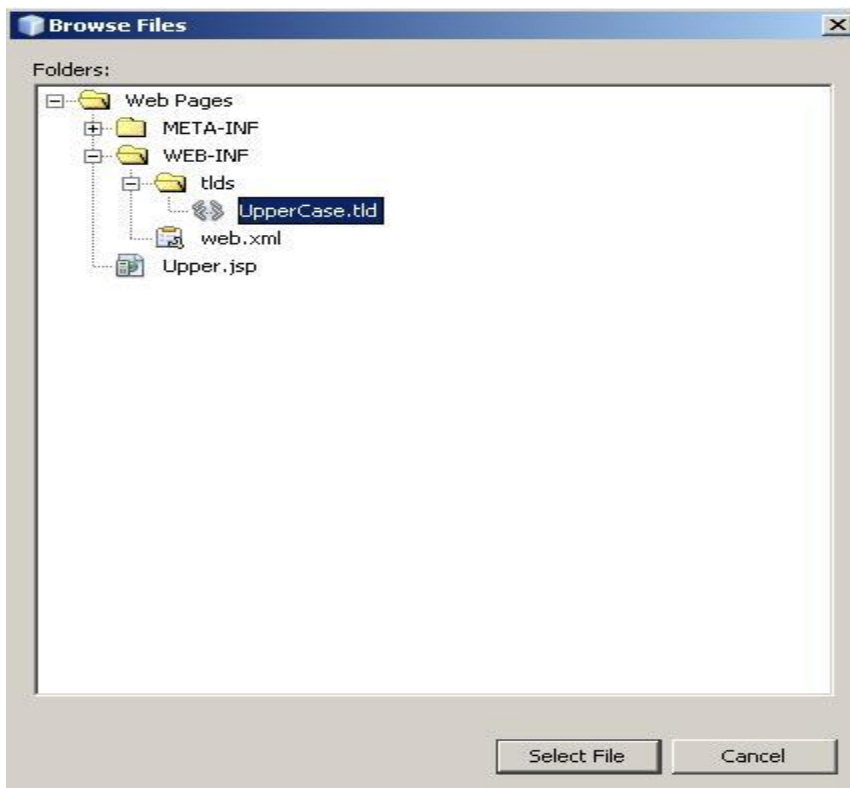 Browse Files
Folders:
Web Pages
META-INF
WEB-INF
tlds
UpperCase.tld
web.xml
Upper.jsp
Select File
Cancel